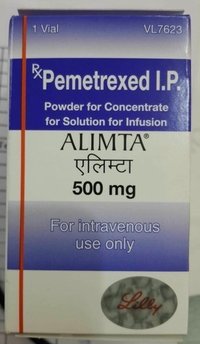 1 Vial VL7623
Rx Pemetrexed I.P.
Powder for Concentrate
for Solution for Infusion
ALIMTA®
एलिम्टा
500 mg
For intravenous
use only
Lilly